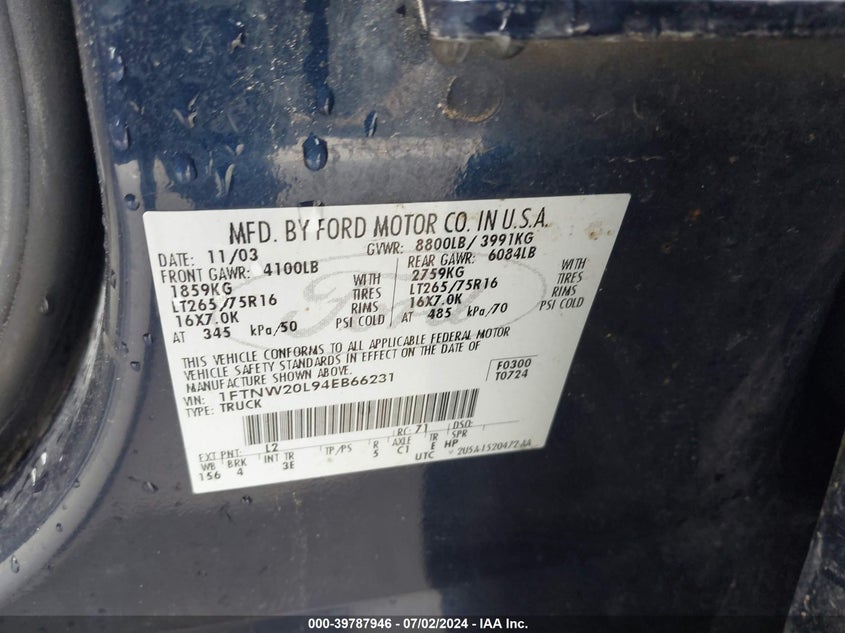 MFD. BY FORD MOTOR CO. IN U.S.A.
DATE: 11/03 GVWR: 8800LB/ 3991KG
FRONT GAWR: 4100LB REAR GAWR: 6084LB
1859KG WITH 2759KG WITH
LT265/75R16 TIRES LT265/75R16 TIRES
16X7.0K RIMS 16X7.0K RIMS
AT 345 kPa/50 PSI COLD AT 485 kPa/70 PSI COLD
THIS VEHICLE CONFORMS TO ALL APPLICABLE FEDERAL MOTOR
VEHICLE SAFETY STANDARDS IN EFFECT ON THE DATE OF
MANUFACTURE SHOWN ABOVE.
VIN: 1FTNW20L94EB66231
TYPE: TRUCK
F0300
T0724
Ford
EXT PNT: L2 RC: 71 DSO:
WB BRK INT TR TP/PS R AXLE TR SPR
156 4 3E 5 C1 E HP
UTC 2U5A1520472AA
000-39787946 - 07/02/2024 - IAA Inc.